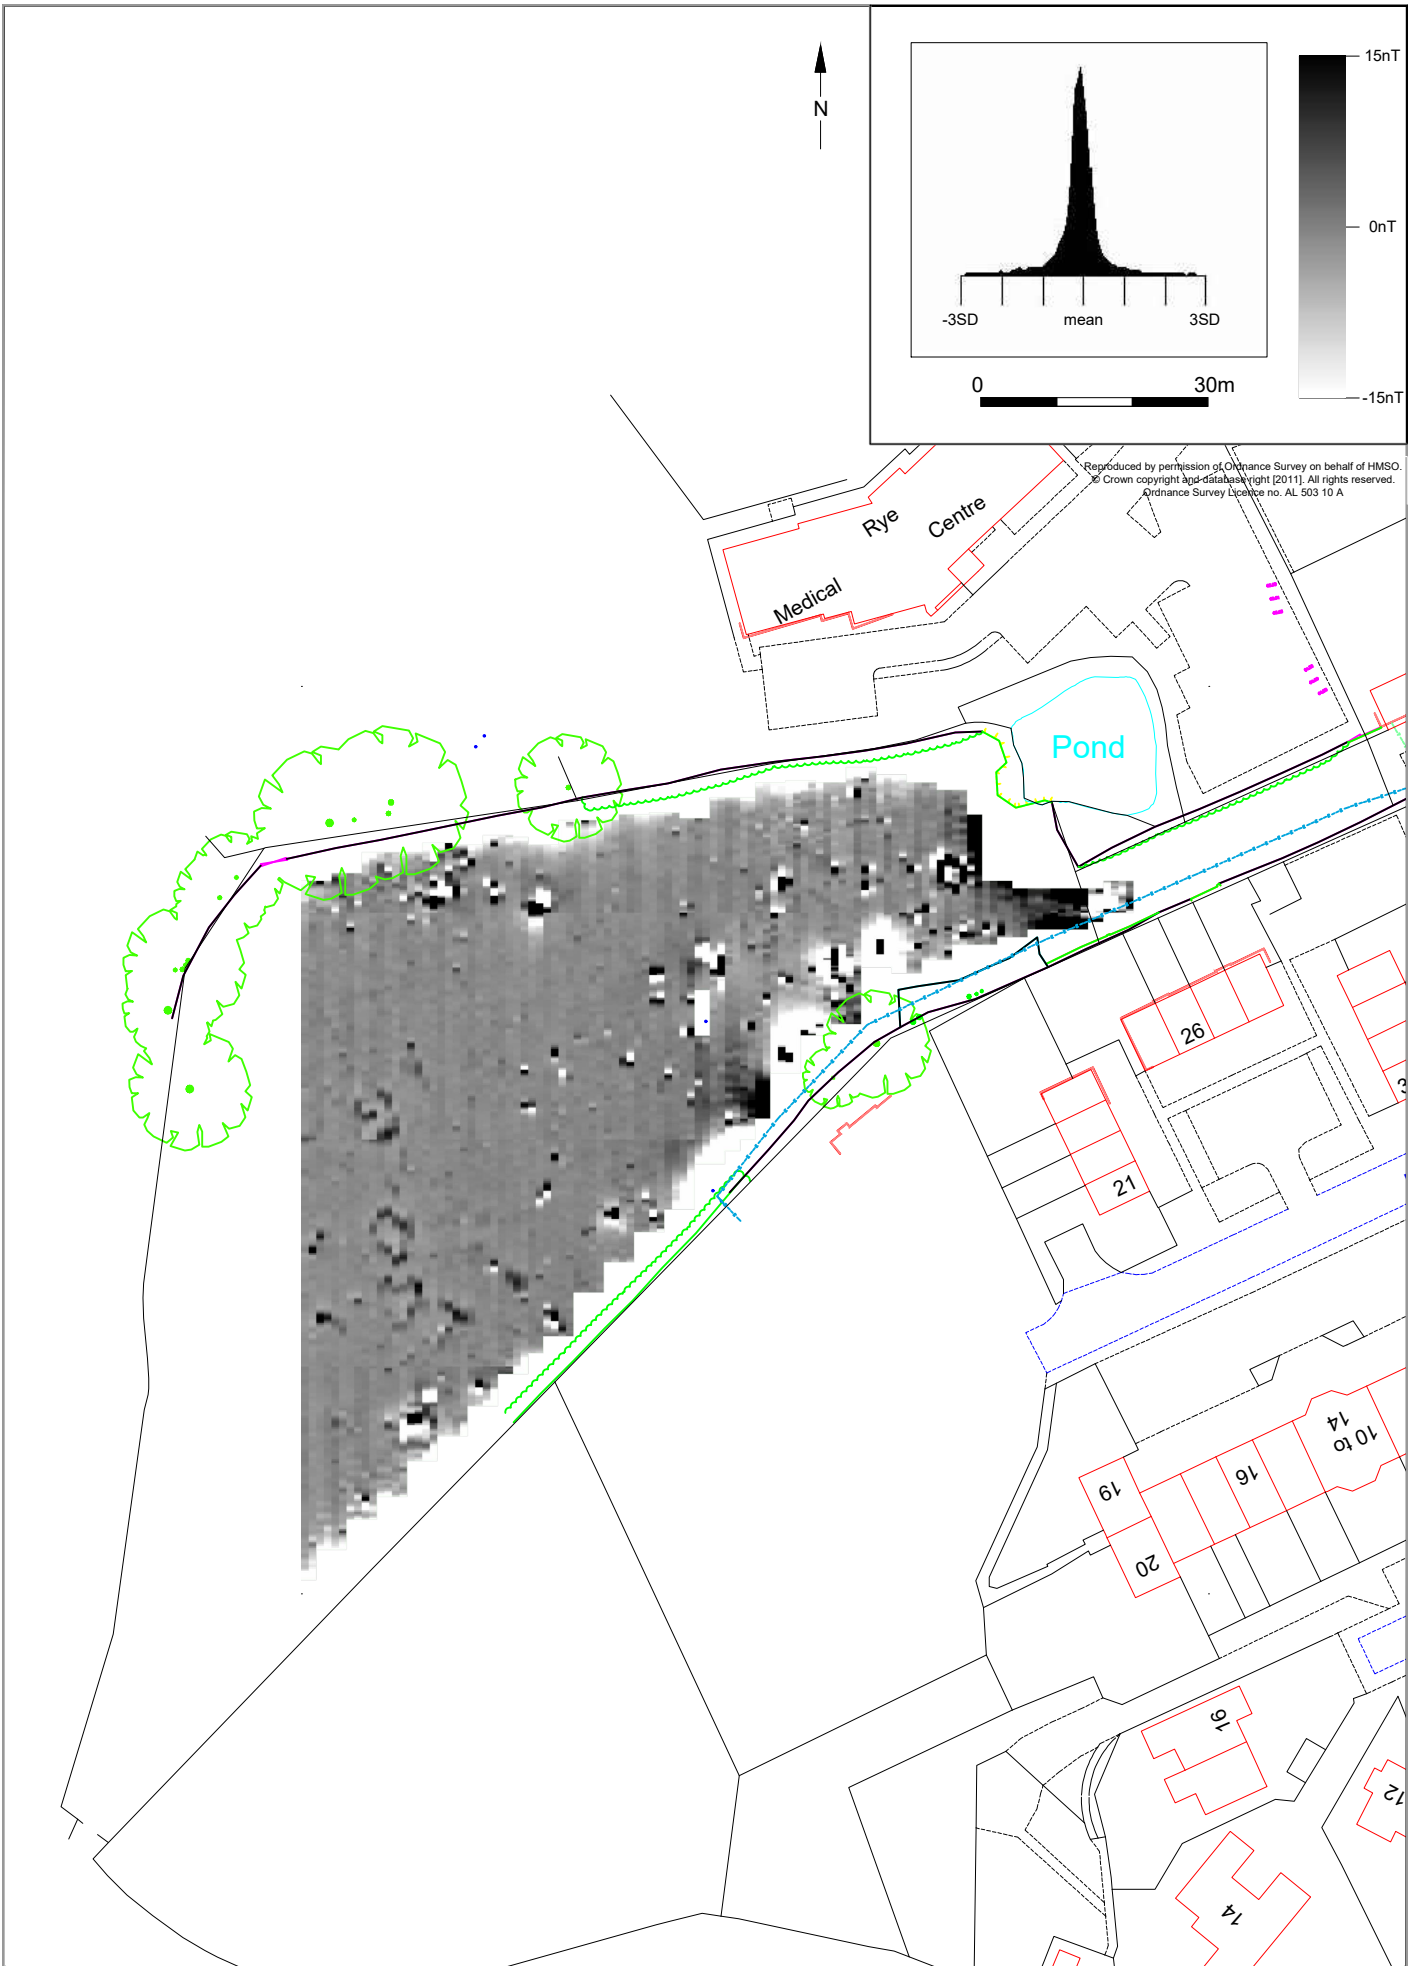 15nT
N
0nT
-3SD mean 3SD
0 30m
-15nT
Reproduced by permission of Ordnance Survey on behalf of HMSO.
© Crown copyright and database right [2011]. All rights reserved.
Ordnance Survey Licence no. AL 503 10 A
Rye
Centre
Medical
Pond
26
21
10 to
14
16
19
20
16
12
14